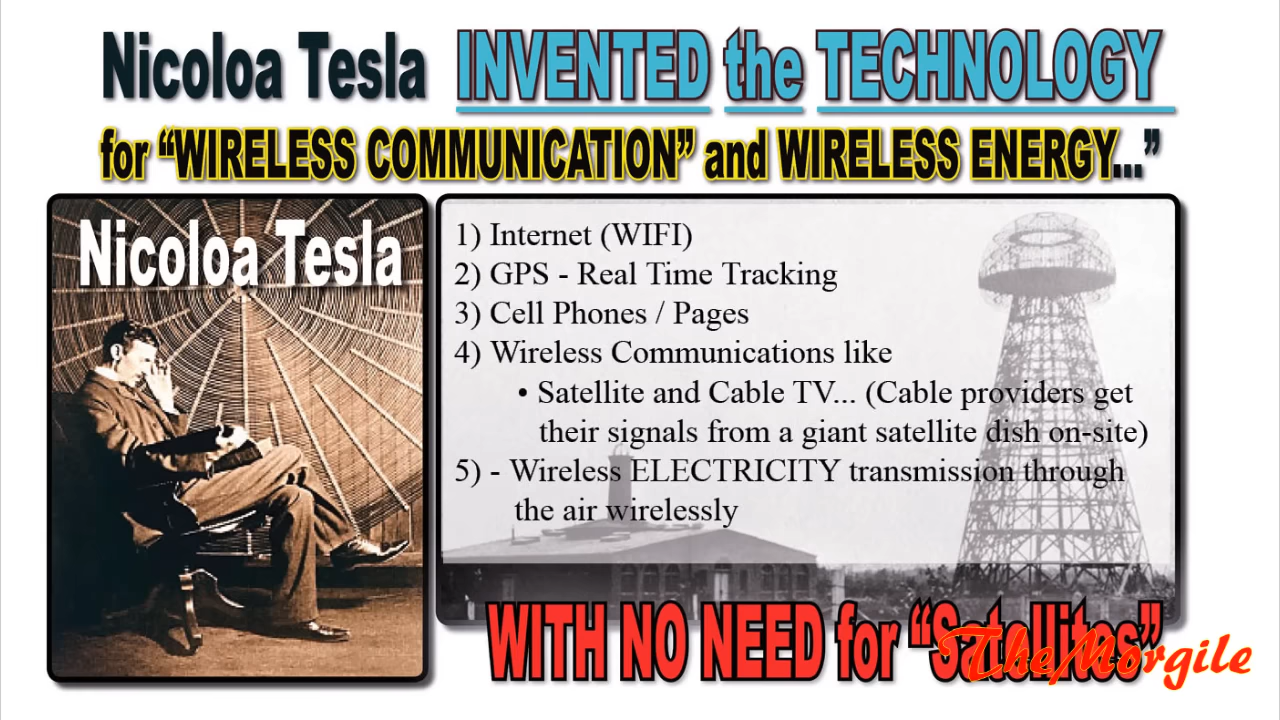 Nicoloa Tesla INVENTED the TECHNOLOGY
for “WIRELESS COMMUNICATION” and WIRELESS ENERGY...”
Nicoloa Tesla
1) Internet (WIFI)
2) GPS - Real Time Tracking
3) Cell Phones / Pages
4) Wireless Communications like
• Satellite and Cable TV... (Cable providers get
their signals from a giant satellite dish on-site)
5) - Wireless ELECTRICITY transmission through
the air wirelessly
WITH NO NEED for “Satellites”
TheMorgile